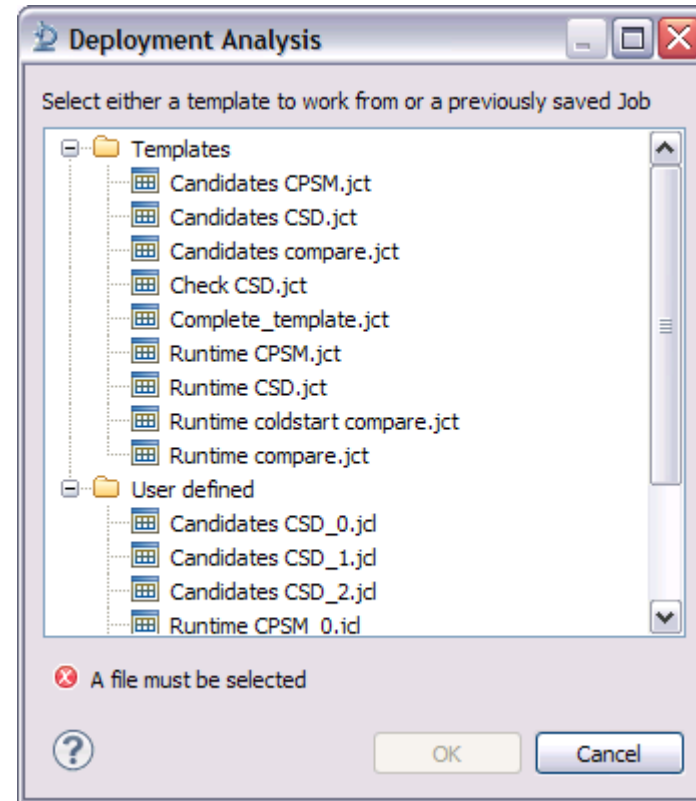 Deployment Analysis
Select either a template to work from or a previously saved Job
Templates
Candidates CPSM.jct
Candidates CSD.jct
Candidates compare.jct
Check CSD.jct
Complete_template.jct
Runtime CPSM.jct
Runtime CSD.jct
Runtime coldstart compare.jct
Runtime compare.jct
User defined
Candidates CSD_0.jcl
Candidates CSD_1.jcl
Candidates CSD_2.jcl
Runtime CPSM_0.jcl
A file must be selected
?
OK
Cancel